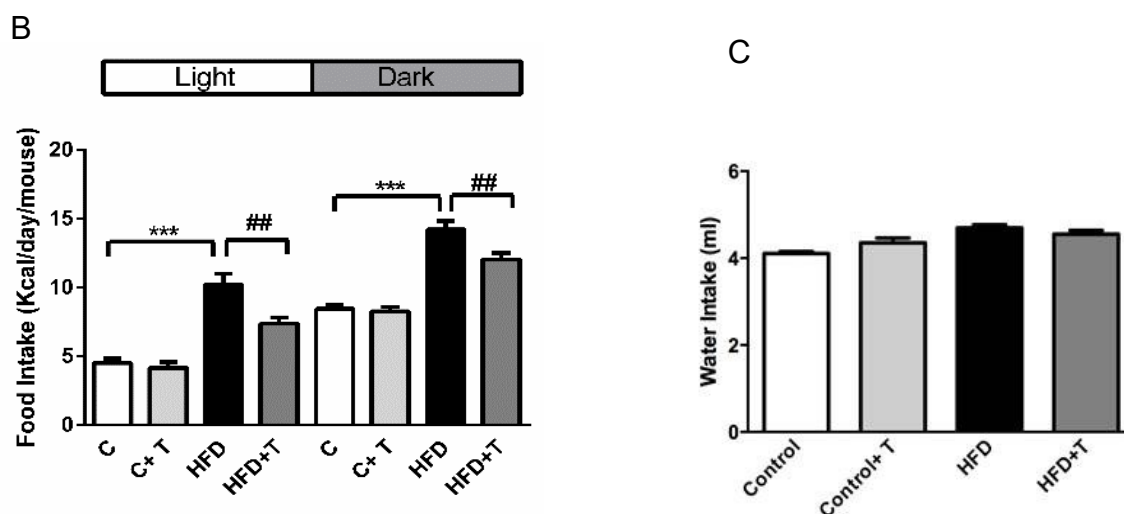 B
Light Dark
Food Intake (Kcal/day/mouse)
20
15
10
5
0
***
##
***
##
C
C+ T
HFD
HFD+T
C
C+ T
HFD
HFD+T
C
Water Intake (ml)
6
4
2
0
Control
Control+ T
HFD
HFD+T